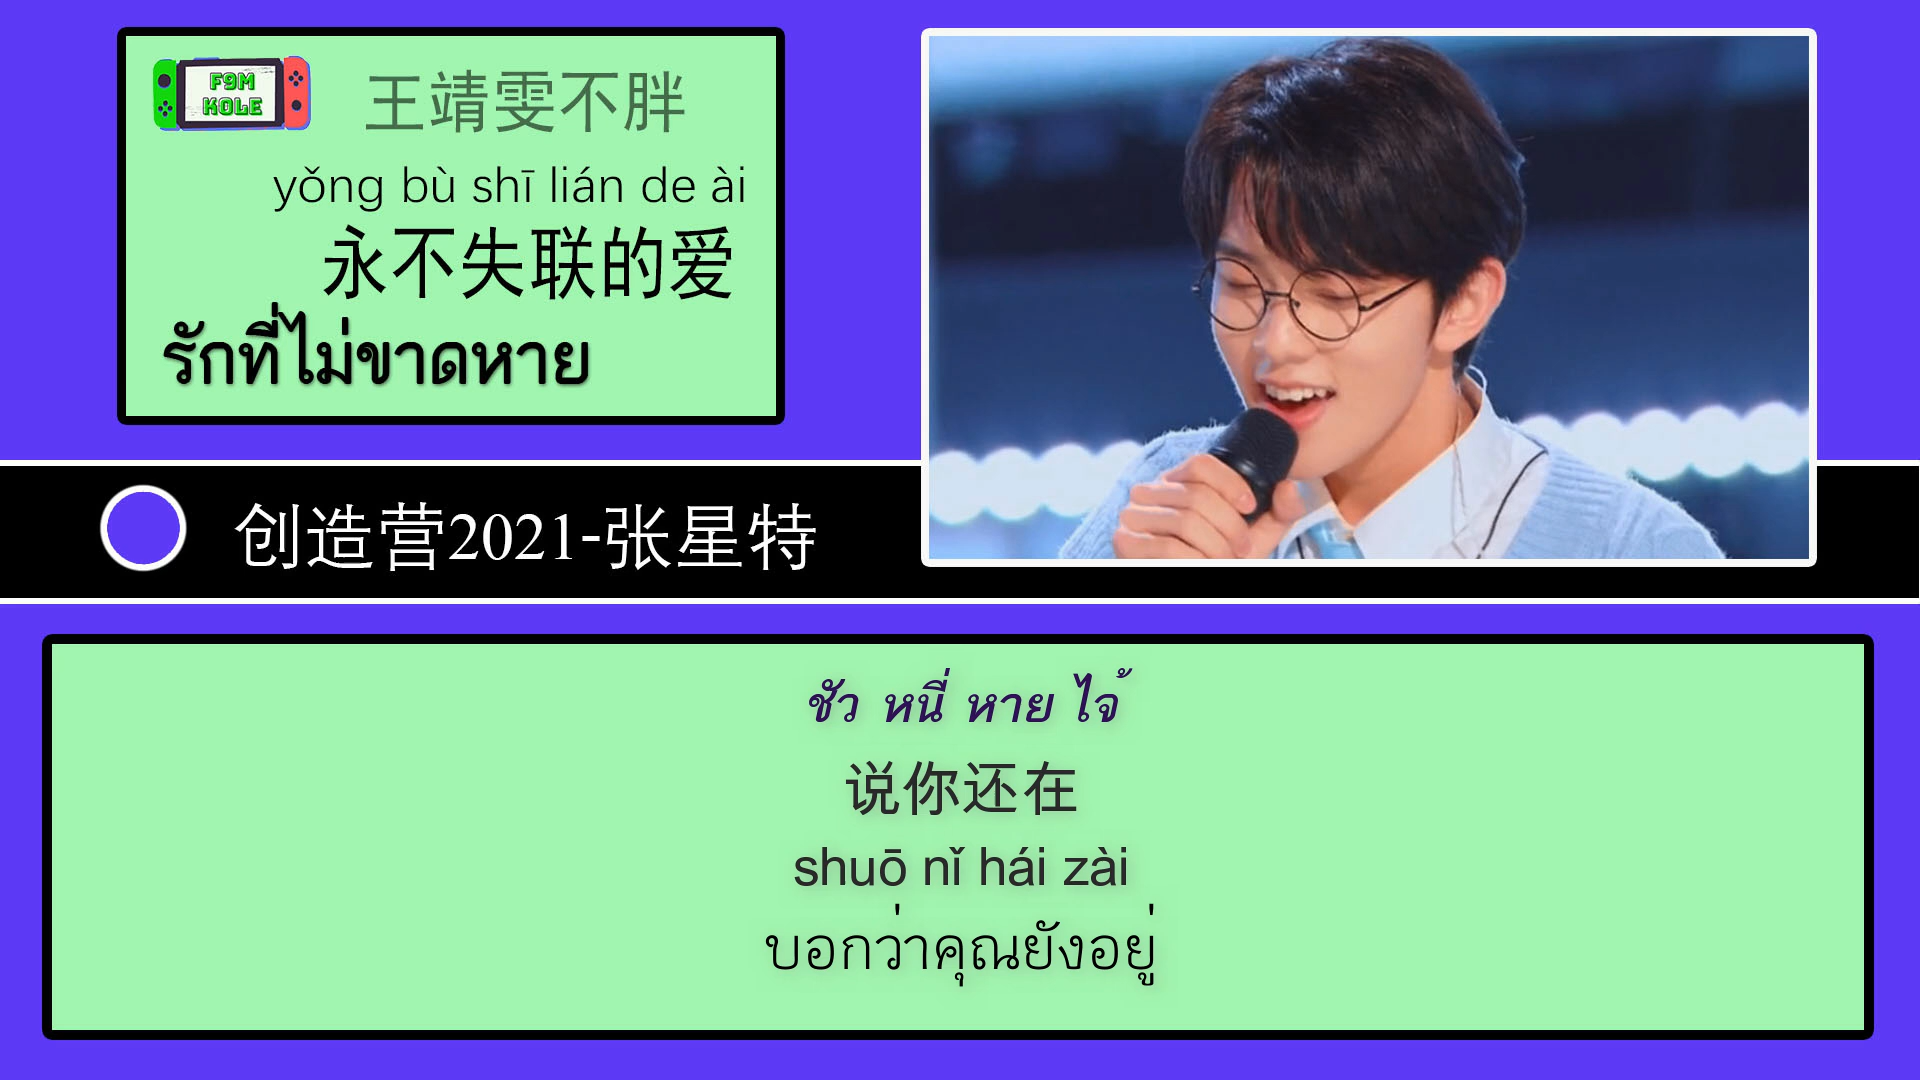 F9M
KOLE
王靖雯不胖
yǒng bù shī lián de ài
永不失联的爱
รักที่ไม่ขาดหาย
创造营2021-张星特
ชัว หนี่ หาย ไจ้
说你还在
shuō nǐ hái zài
บอกว่าคุณยังอยู่